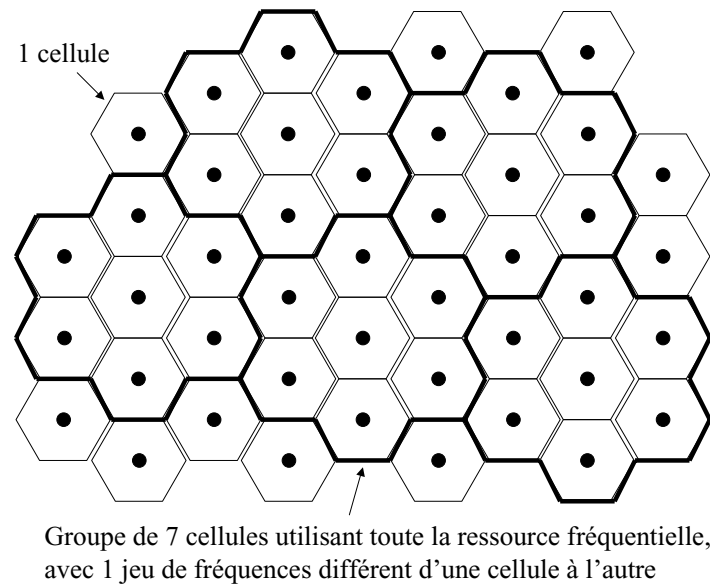 1 cellule
Groupe de 7 cellules utilisant toute la ressource fréquentielle,
avec 1 jeu de fréquences différent d’une cellule à l’autre